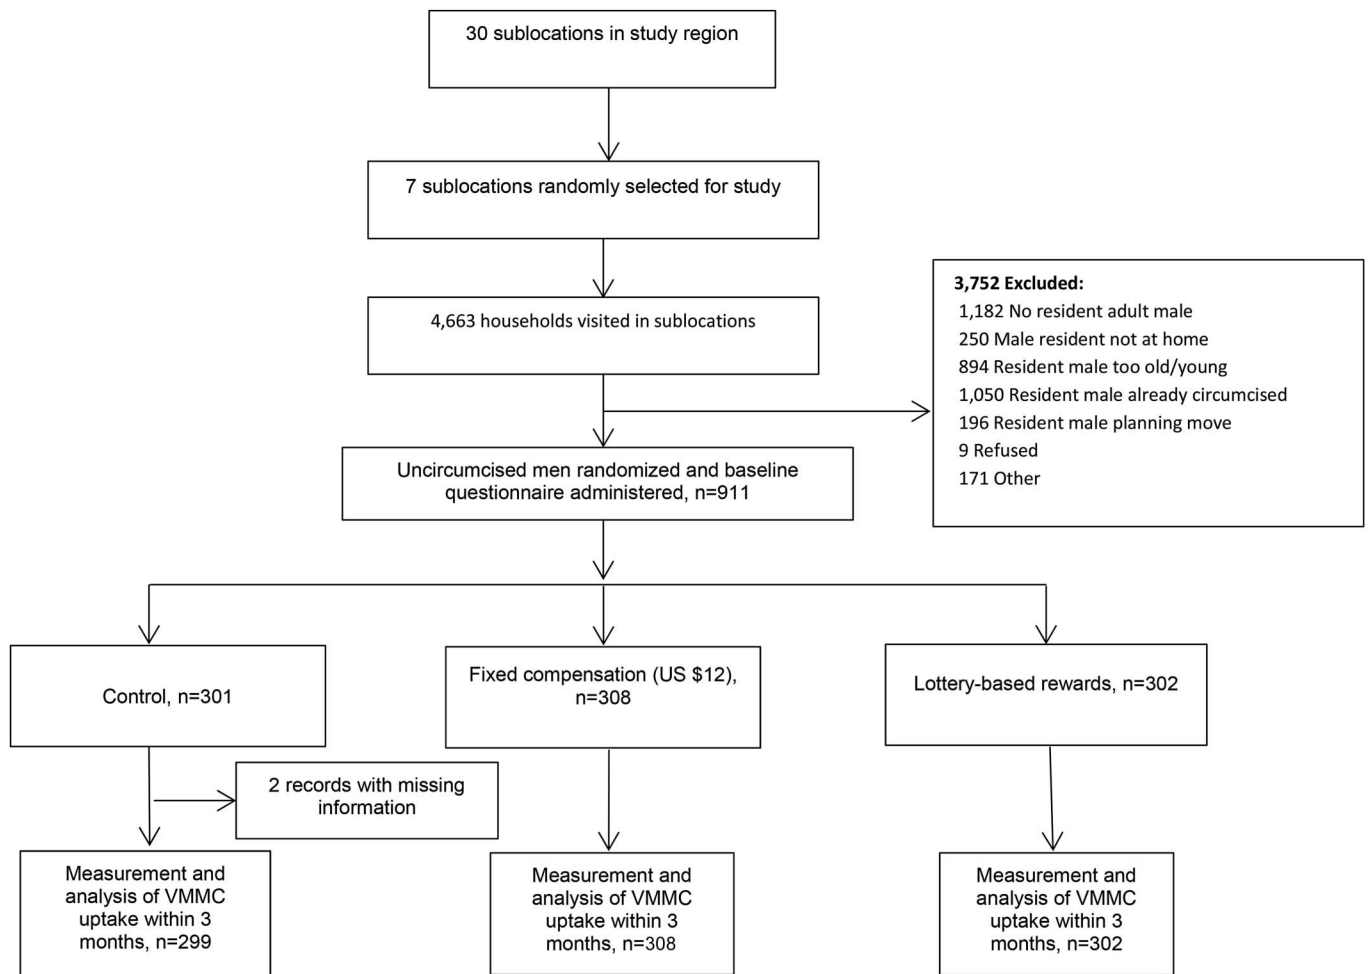 30 sublocations in study region
7 sublocations randomly selected for study
4,663 households visited in sublocations
3,752 Excluded:
1,182 No resident adult male
250 Male resident not at home
894 Resident male too old/young
1,050 Resident male already circumcised
196 Resident male planning move
9 Refused
171 Other
Uncircumcised men randomized and baseline
questionnaire administered, n=911
Control, n=301
Fixed compensation (US $12),
n=308
Lottery-based rewards, n=302
2 records with missing
information
Measurement and
analysis of VMMC
uptake within 3
months, n=299
Measurement and
analysis of VMMC
uptake within 3
months, n=308
Measurement and
analysis of VMMC
uptake within 3
months, n=302